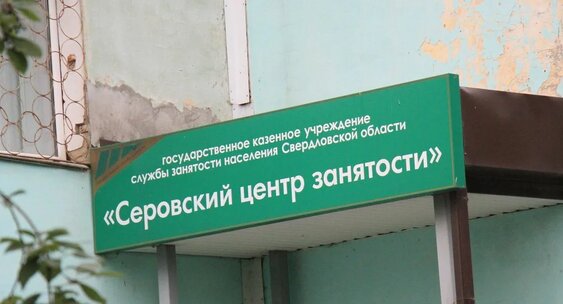 государственное казенное учреждение
службы занятости населения Свердловской области
«Серовский центр занятости»